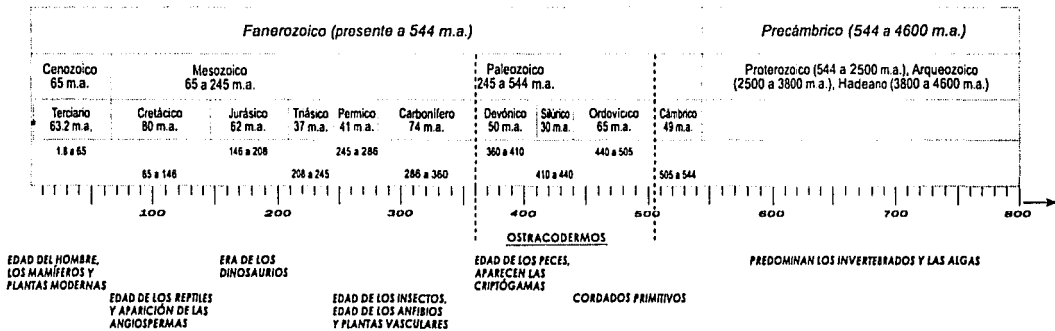 Fanerozoico (presente a 544 m.a.)
Precámbrico (544 a 4600 m.a.)
Cenozoico
65 m.a.
Mesozoico
65 a 245 m.a.
Paleozoico
245 a 544 m.a.
Proterozoico (544 a 2500 m.a.), Arqueozoico
(2500 a 3800 m.a.), Hadeano (3800 a 4600 m.a.)
Terciario
63.2 m.a.
Cretácico
80 m.a.
Jurásico
62 m.a.
Triásico
37 m.a.
Permico
41 m.a.
Carbonífero
74 m.a.
Devónico
50 m.a.
Silúrico
30 m.a.
Ordovícico
65 m.a.
Cámbrico
49 m.a.
1.8 a 65
146 a 208
245 a 286
360 a 410
440 a 505
65 a 146
208 a 245
286 a 360
410 a 440
505 a 544
100 200 300 400 500 600 700 800
OSTRACODERMOS
EDAD DEL HOMBRE,
LOS MAMÍFEROS Y
PLANTAS MODERNAS
ERA DE LOS
DINOSAURIOS
EDAD DE LOS PECES,
APARECEN LAS
CRIPTÓGAMAS
PREDOMINAN LOS INVERTEBRADOS Y LAS ALGAS
EDAD DE LOS REPTILES
Y APARICIÓN DE LAS
ANGIOSPERMAS
EDAD DE LOS INSECTOS,
EDAD DE LOS ANFIBIOS
Y PLANTAS VASCULARES
CORDADOS PRIMITIVOS